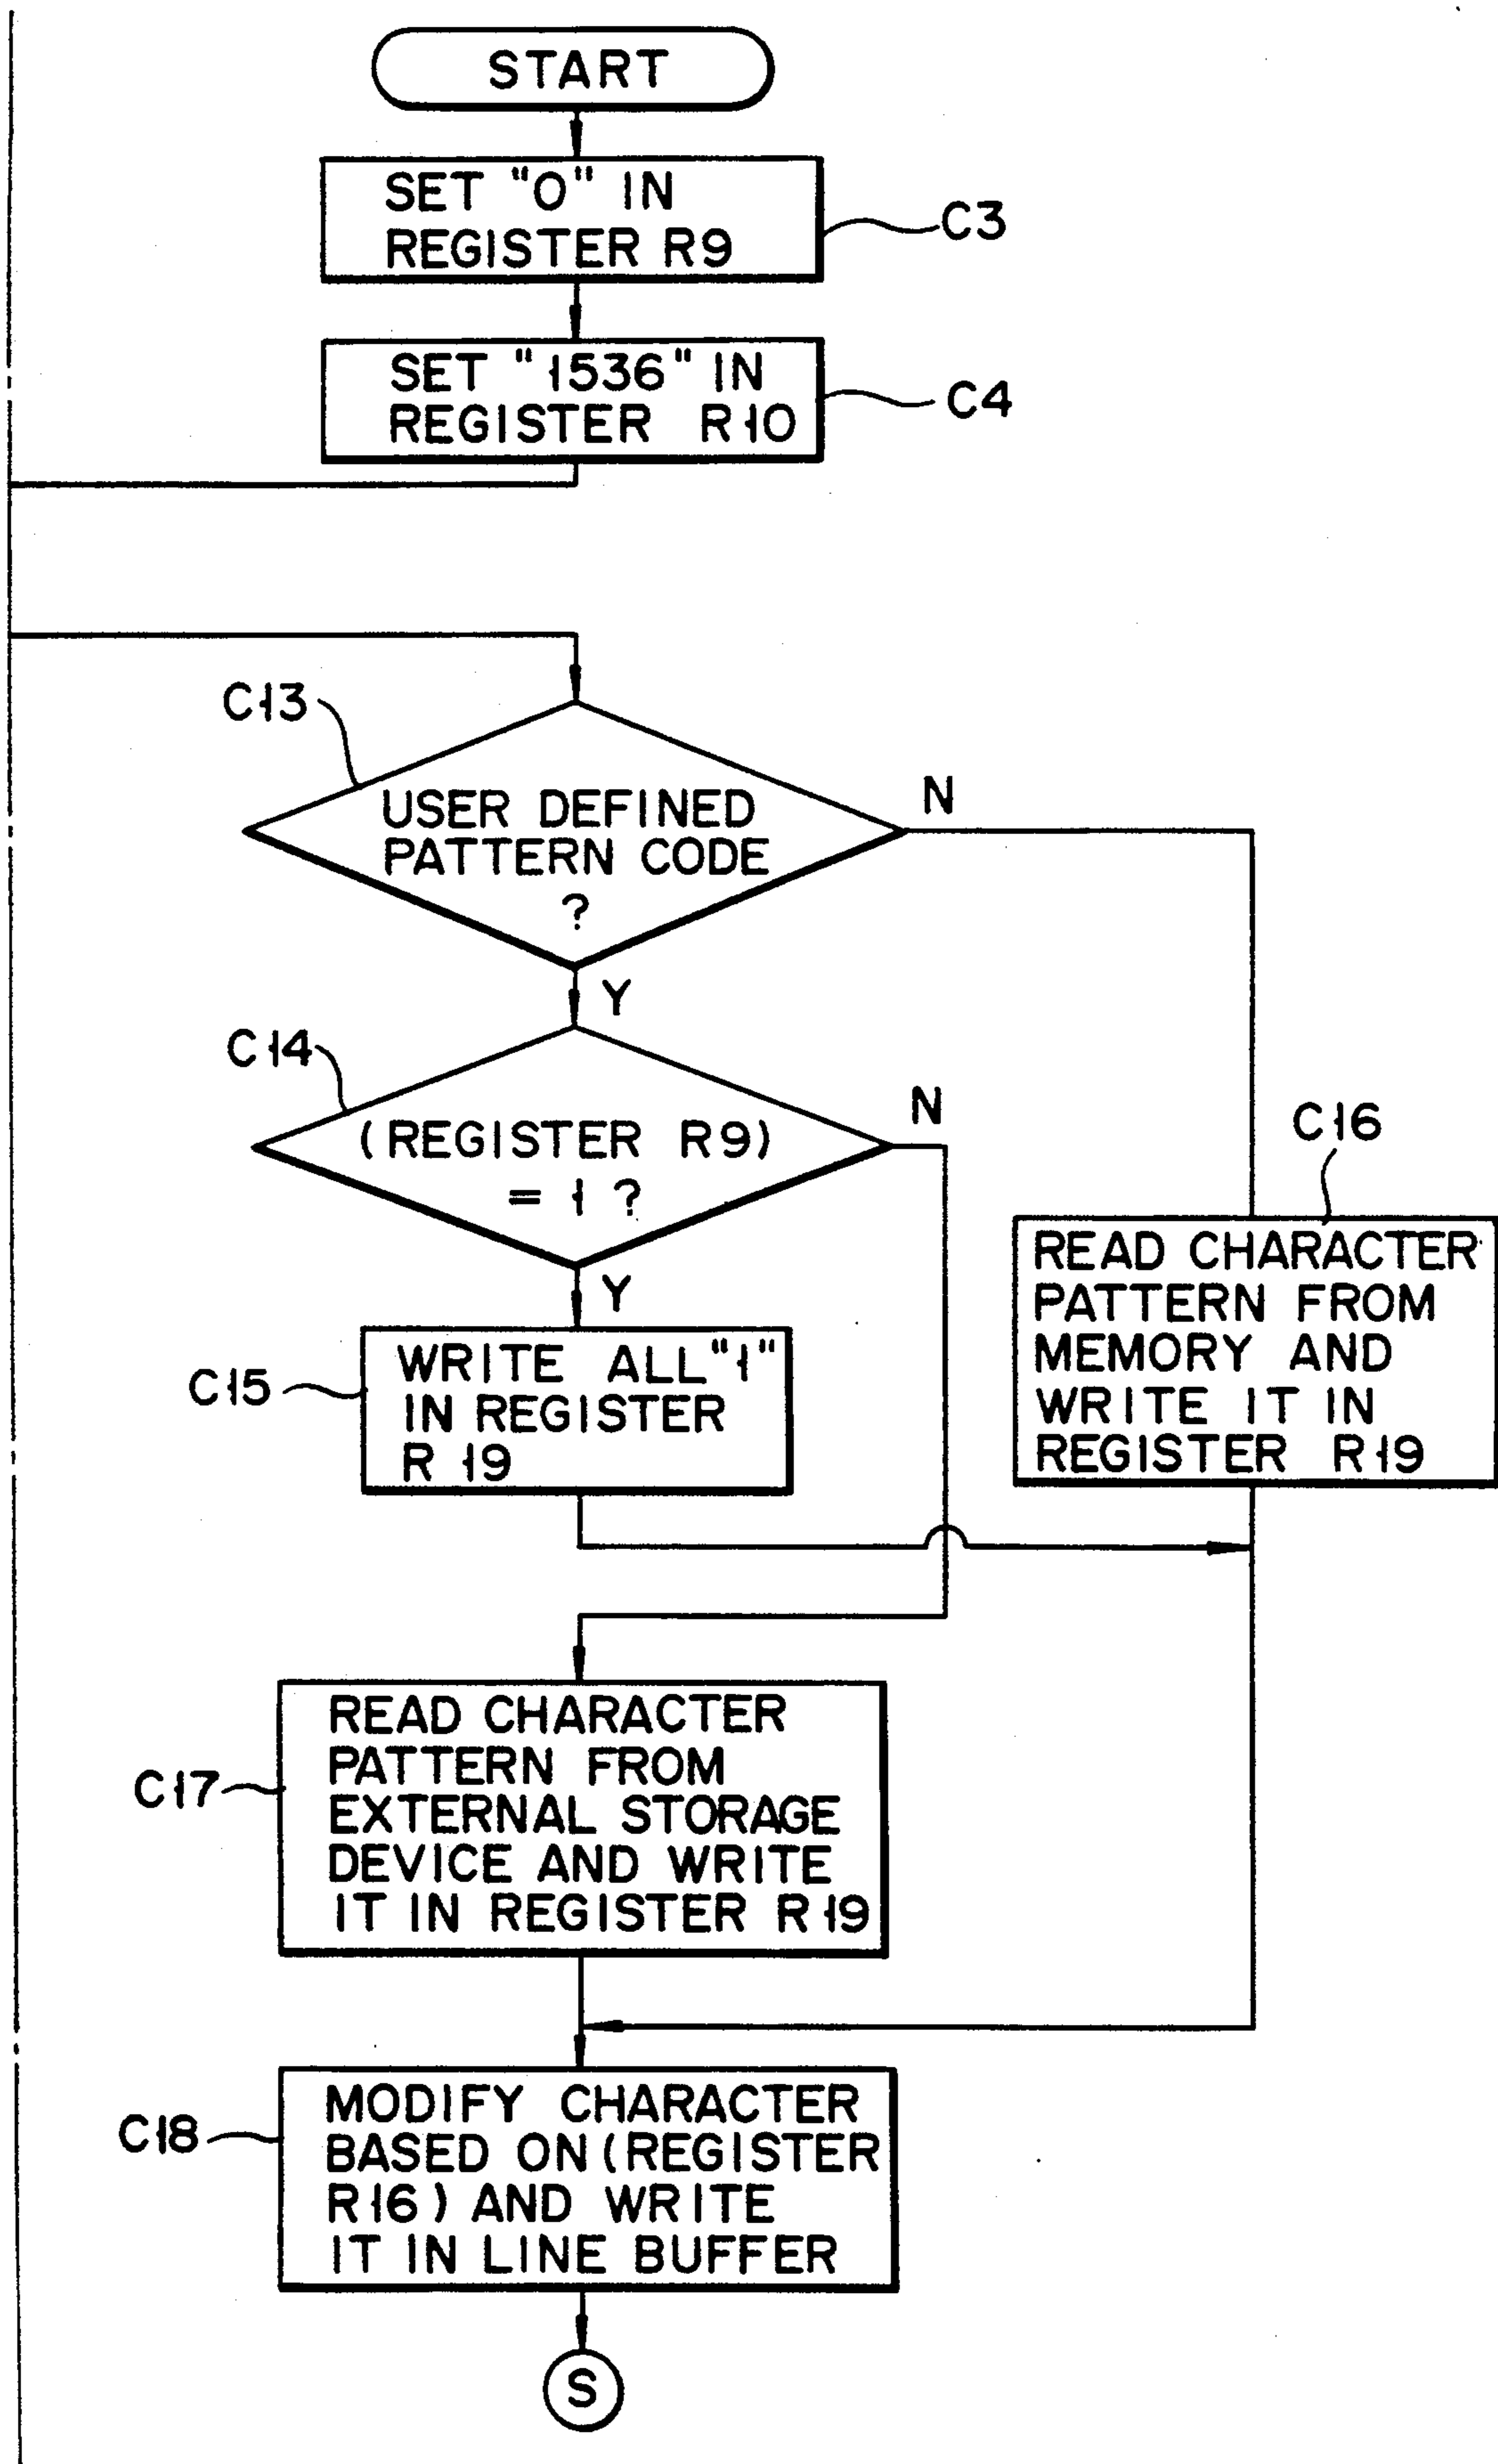 START
SET "0" IN
REGISTER R9
C3
SET "1536" IN
REGISTER R10
C4
C13
USER DEFINED
PATTERN CODE
?
N
Y
C14
(REGISTER R9)
= 1 ?
N
Y
C15
WRITE ALL "1"
IN REGISTER
R19
C16
READ CHARACTER
PATTERN FROM
MEMORY AND
WRITE IT IN
REGISTER R19
C17
READ CHARACTER
PATTERN FROM
EXTERNAL STORAGE
DEVICE AND WRITE
IT IN REGISTER R19
C18
MODIFY CHARACTER
BASED ON (REGISTER
R16) AND WRITE
IT IN LINE BUFFER
S